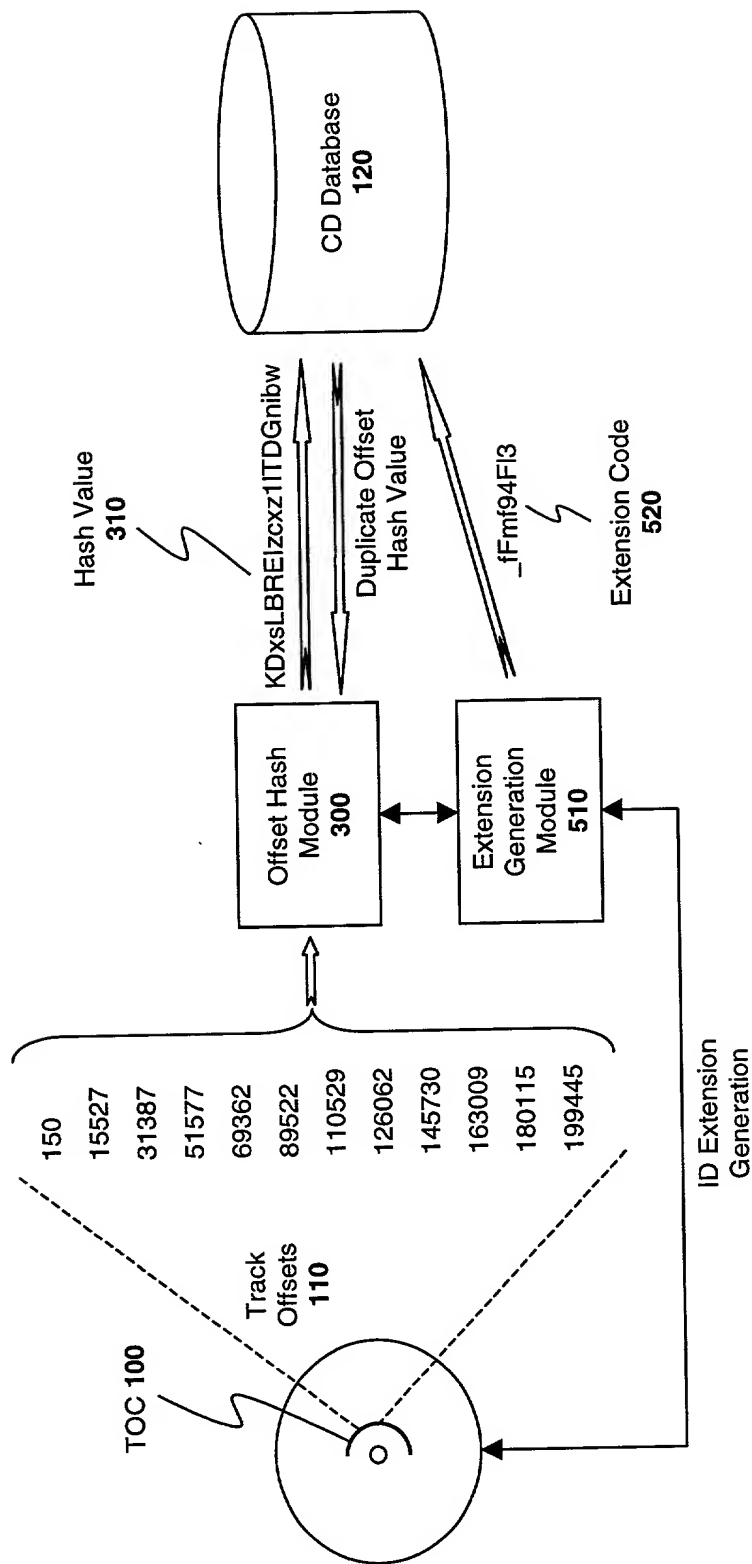 TOC 100
Track
Offsets
110
150
15527
31387
51577
69362
89522
110529
126062
145730
163009
180115
199445
Offset Hash
Module
300
Extension
Generation
Module
510
ID Extension
Generation
Hash Value
310
KDxsLBRElzcxz1ITDGnibw
Duplicate Offset
Hash Value
_fFmf94Fl3
Extension Code
520
CD Database
120